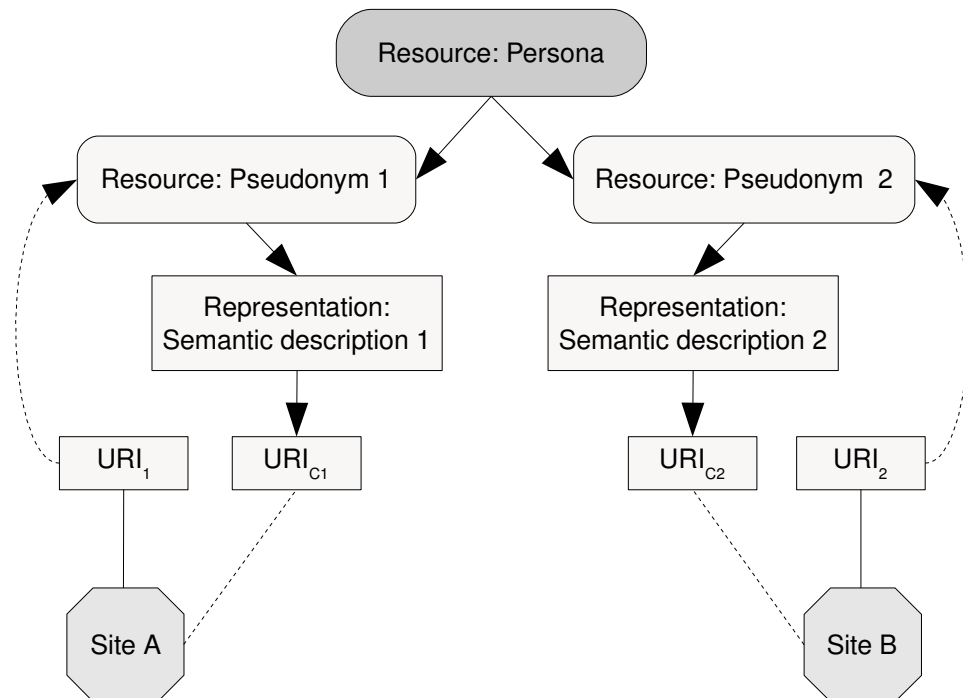 Resource: Persona
Resource: Pseudonym 1
Resource: Pseudonym 2
Representation:
Semantic description 1
Representation:
Semantic description 2
URI1
URIC1
URIC2
URI2
Site A
Site B